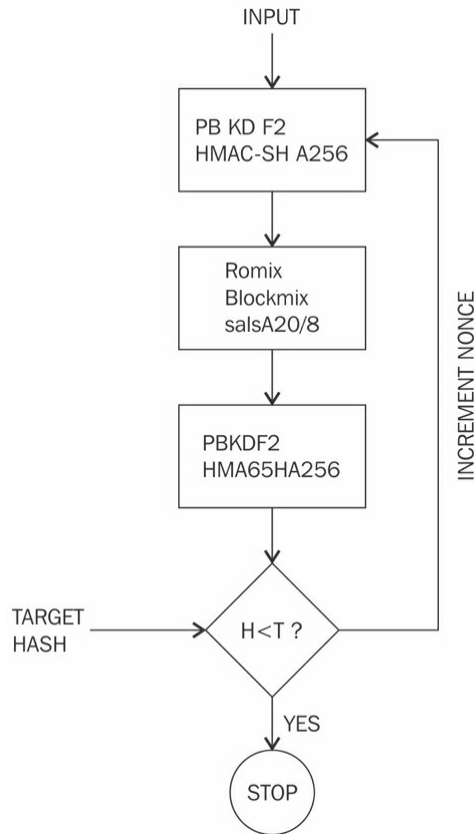 INPUT
PB KD F2
HMAC-SH A256
Romix
Blockmix
salsA20/8
PBKDF2
HMA65HA256
INCREMENT NONCE
TARGET
HASH
H<T ?
YES
STOP